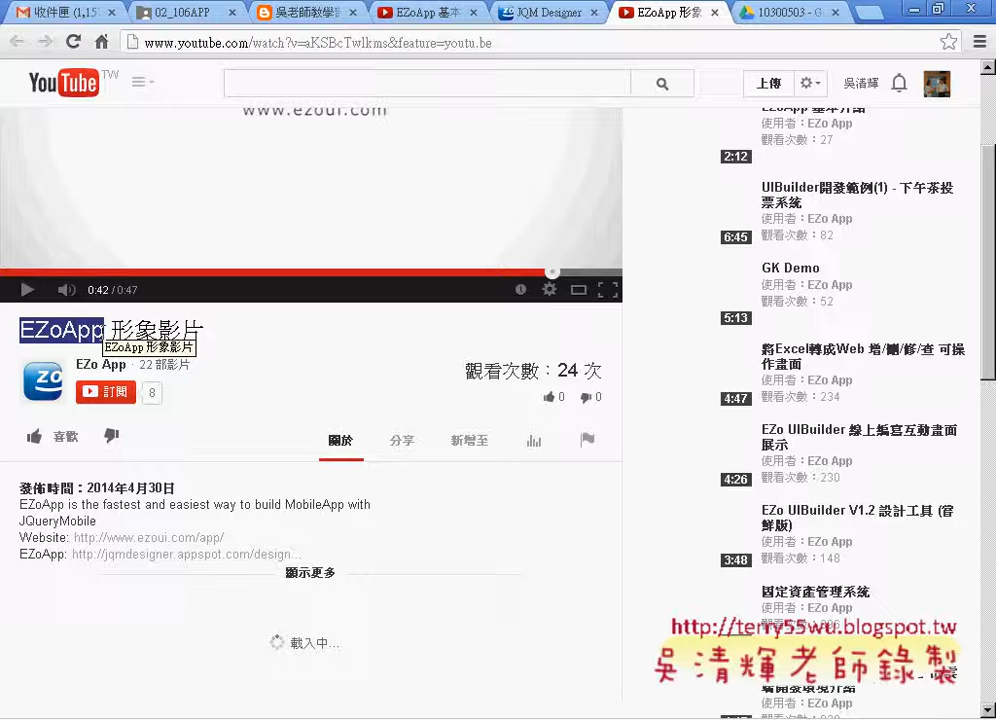 收件匣 (1,15
02_106APP
吳老師教學
EZoApp 基本
JQM Designer
EZoApp 形象
10300503 - G
www.youtube.com/watch?v=aKSBcTwlkms&feature=youtu.be
YouTube TW
上傳
吳清輝
www.ezoui.com
0:42 / 0:47
EZoApp 形象影片
EZoApp 形象影片
EZo App · 22 部影片
訂閱 8
觀看次數：24 次
0 0
喜歡
關於 分享 新增至
發佈時間：2014年4月30日
EZoApp is the fastest and easiest way to build MobileApp with
JQueryMobile
Website: http://www.ezoui.com/app/
EZoApp: http://jqmdesigner.appspot.com/design...
顯示更多
載入中...
EZoApp 基本介紹
使用者：EZo App
觀看次數：27
2:12
UIBuilder開發範例(1) - 下午茶投
票系統
使用者：EZo App
觀看次數：82
6:45
GK Demo
使用者：EZo App
觀看次數：52
5:13
將Excel轉成Web 增/刪/修/查 可操
作畫面
使用者：EZo App
觀看次數：234
4:47
EZo UIBuilder 線上編寫互動畫面
展示
使用者：EZo App
觀看次數：230
4:26
EZo UIBuilder V1.2 設計工具 (嘗
鮮版)
使用者：EZo App
觀看次數：148
3:48
固定資產管理系統
使用者：EZo App
http://terry55wu.blogspot.tw
吳清輝老師錄製